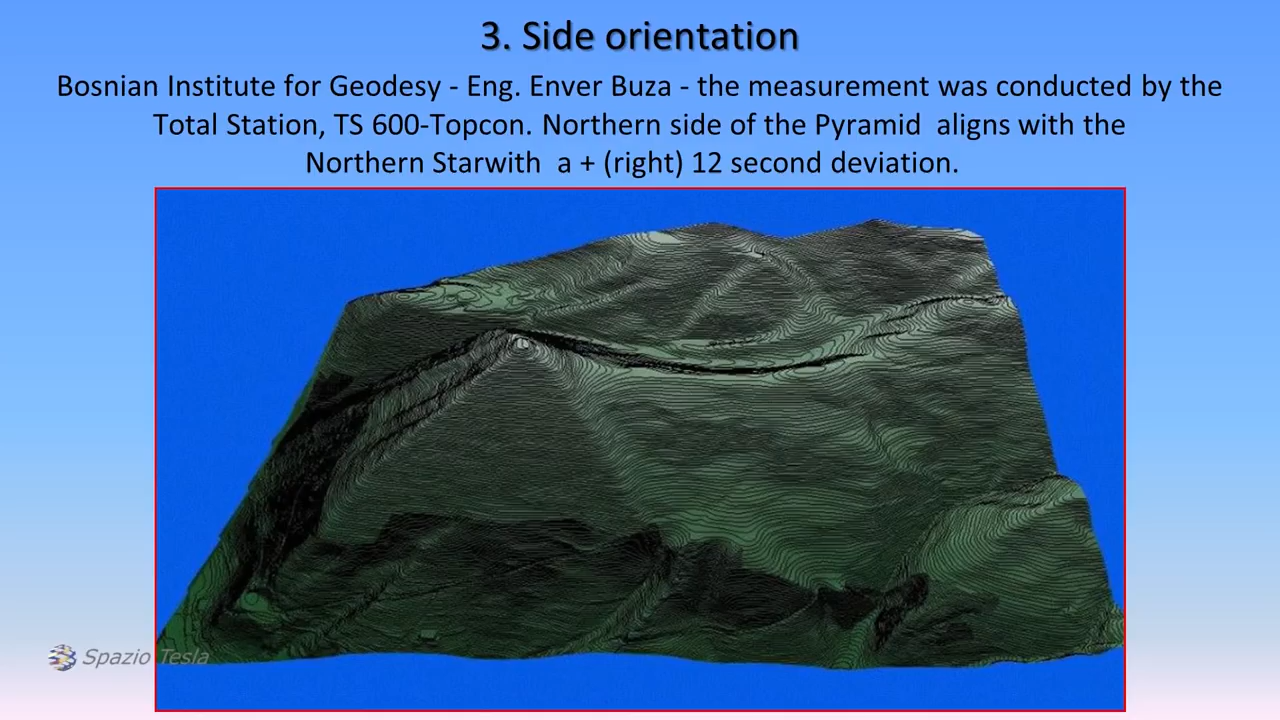 3. Side orientation
Bosnian Institute for Geodesy - Eng. Enver Buza - the measurement was conducted by the
Total Station, TS 600-Topcon. Northern side of the Pyramid  aligns with the
Northern Starwith  a + (right) 12 second deviation.
Spazio Tesla